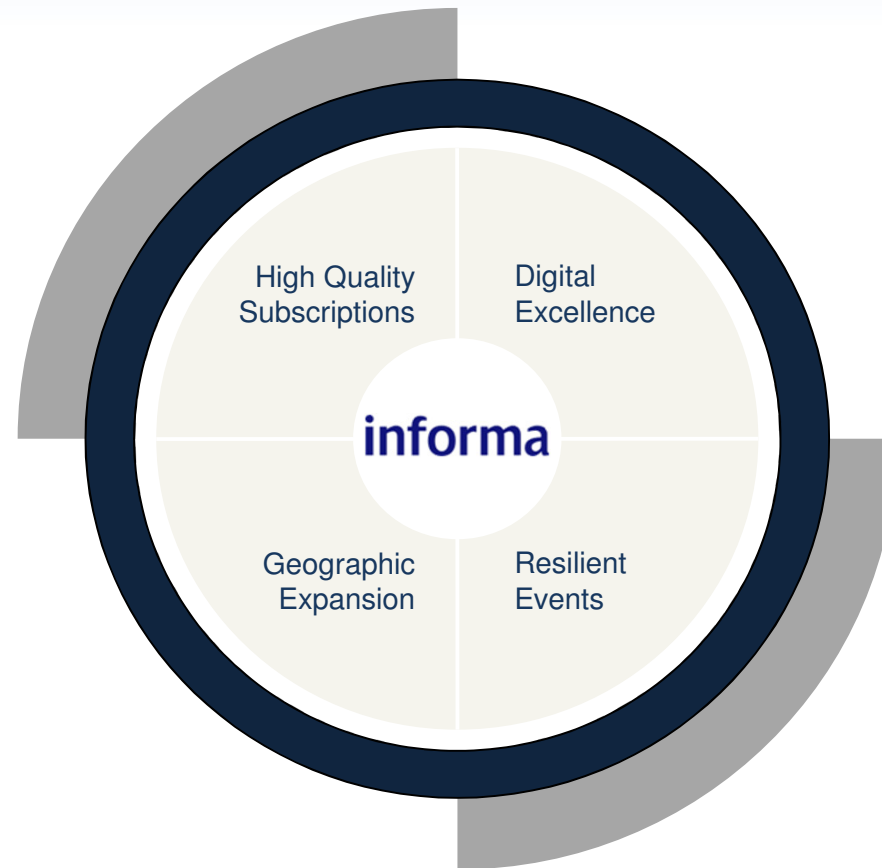 High Quality
Subscriptions
Digital
Excellence
informa
Geographic
Expansion
Resilient
Events